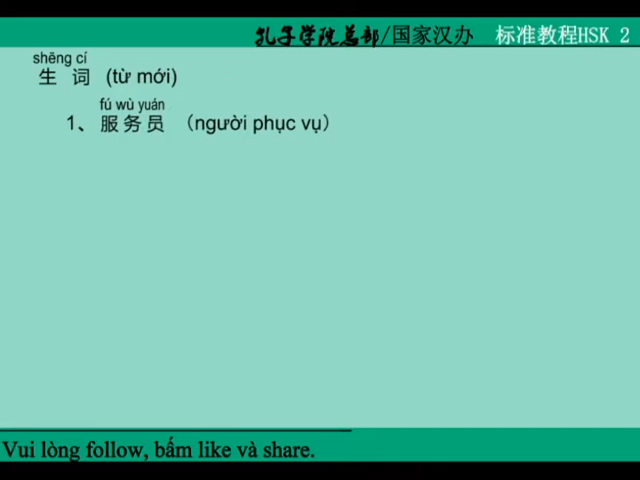 孔子学院总部/国家汉办 标准教程HSK 2
shēng cí
生 词 (từ mới)
fú wù yuán
1、服务员 （người phục vụ）
Vui lòng follow, bấm like và share.